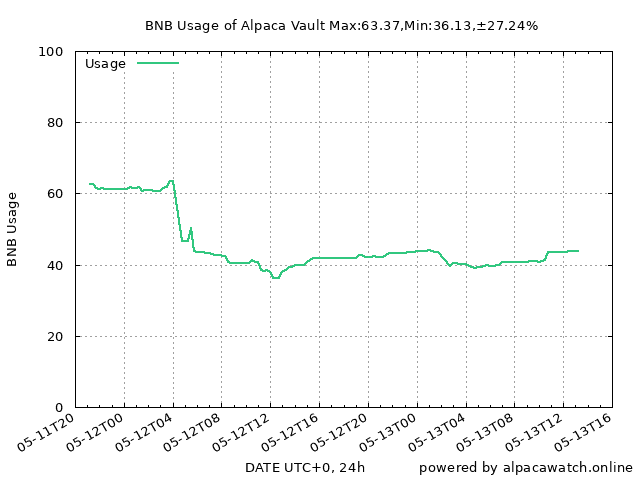 BNB Usage of Alpaca Vault Max:63.37,Min:36.13,±27.24%
Usage
BNB Usage
100
80
60
40
20
0
05-11T20
05-12T00
05-12T04
05-12T08
05-12T12
05-12T16
05-12T20
05-13T00
05-13T04
05-13T08
05-13T12
05-13T16
DATE UTC+0, 24h
powered by alpacawatch.online